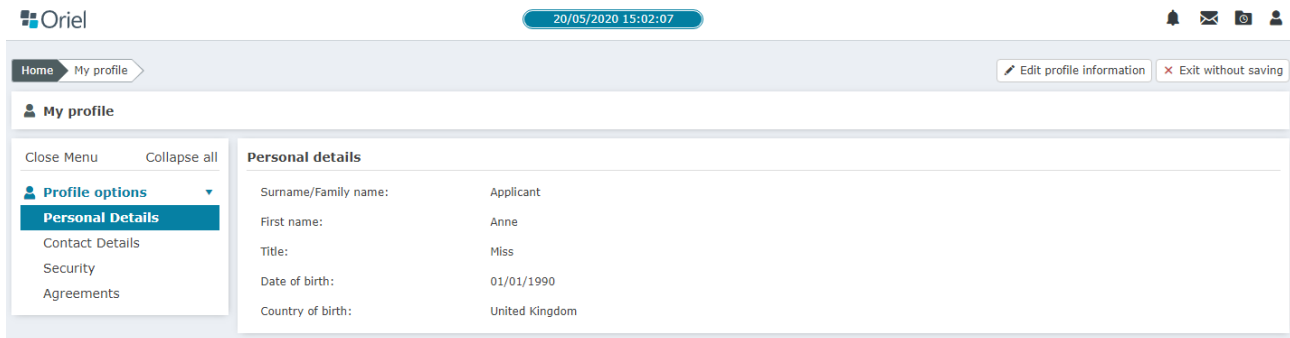 Oriel
20/05/2020 15:02:07
Home
My profile
Edit profile information
Exit without saving
My profile
Close Menu
Collapse all
Profile options
Personal Details
Contact Details
Security
Agreements
Personal details
Surname/Family name: Applicant
First name: Anne
Title: Miss
Date of birth: 01/01/1990
Country of birth: United Kingdom